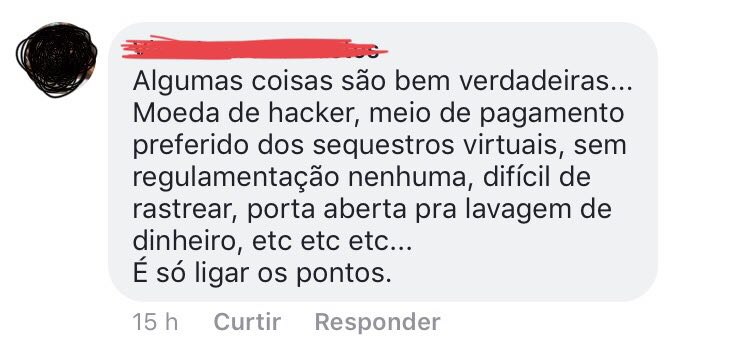 Algumas coisas são bem verdadeiras...
Moeda de hacker, meio de pagamento
preferido dos sequestros virtuais, sem
regulamentação nenhuma, difícil de
rastrear, porta aberta pra lavagem de
dinheiro, etc etc etc...
É só ligar os pontos.
15 h Curtir Responder